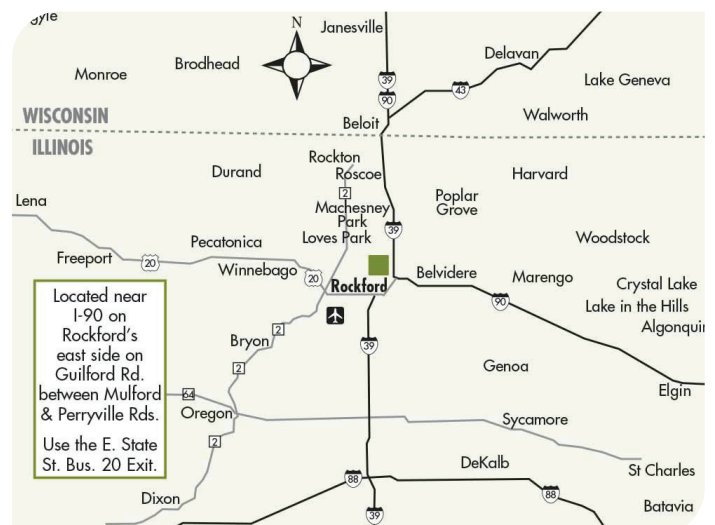 gyle
N
Janesville
Monroe
Brodhead
Delavan
39
Lake Geneva
90
43
WISCONSIN
Walworth
Beloit
ILLINOIS
Rockton
Durand
Roscoe
Harvard
2
Lena
Machesney
Park
Poplar
Grove
39
Loves Park
Woodstock
Pecatonica
Freeport
20
Winnebago
20
Belvidere
Marengo
Crystal Lake
Rockford
90
Lake in the Hills
Algonquin
Located near
I-90 on
Rockford's
east side on
Guilford Rd.
between Mulford
& Perryville Rds.
Use the E. State
St. Bus. 20 Exit.
2
Bryon
39
2
Genoa
Elgin
64
Oregon
Sycamore
2
DeKalb
St Charles
88
88
Dixon
39
Batavia